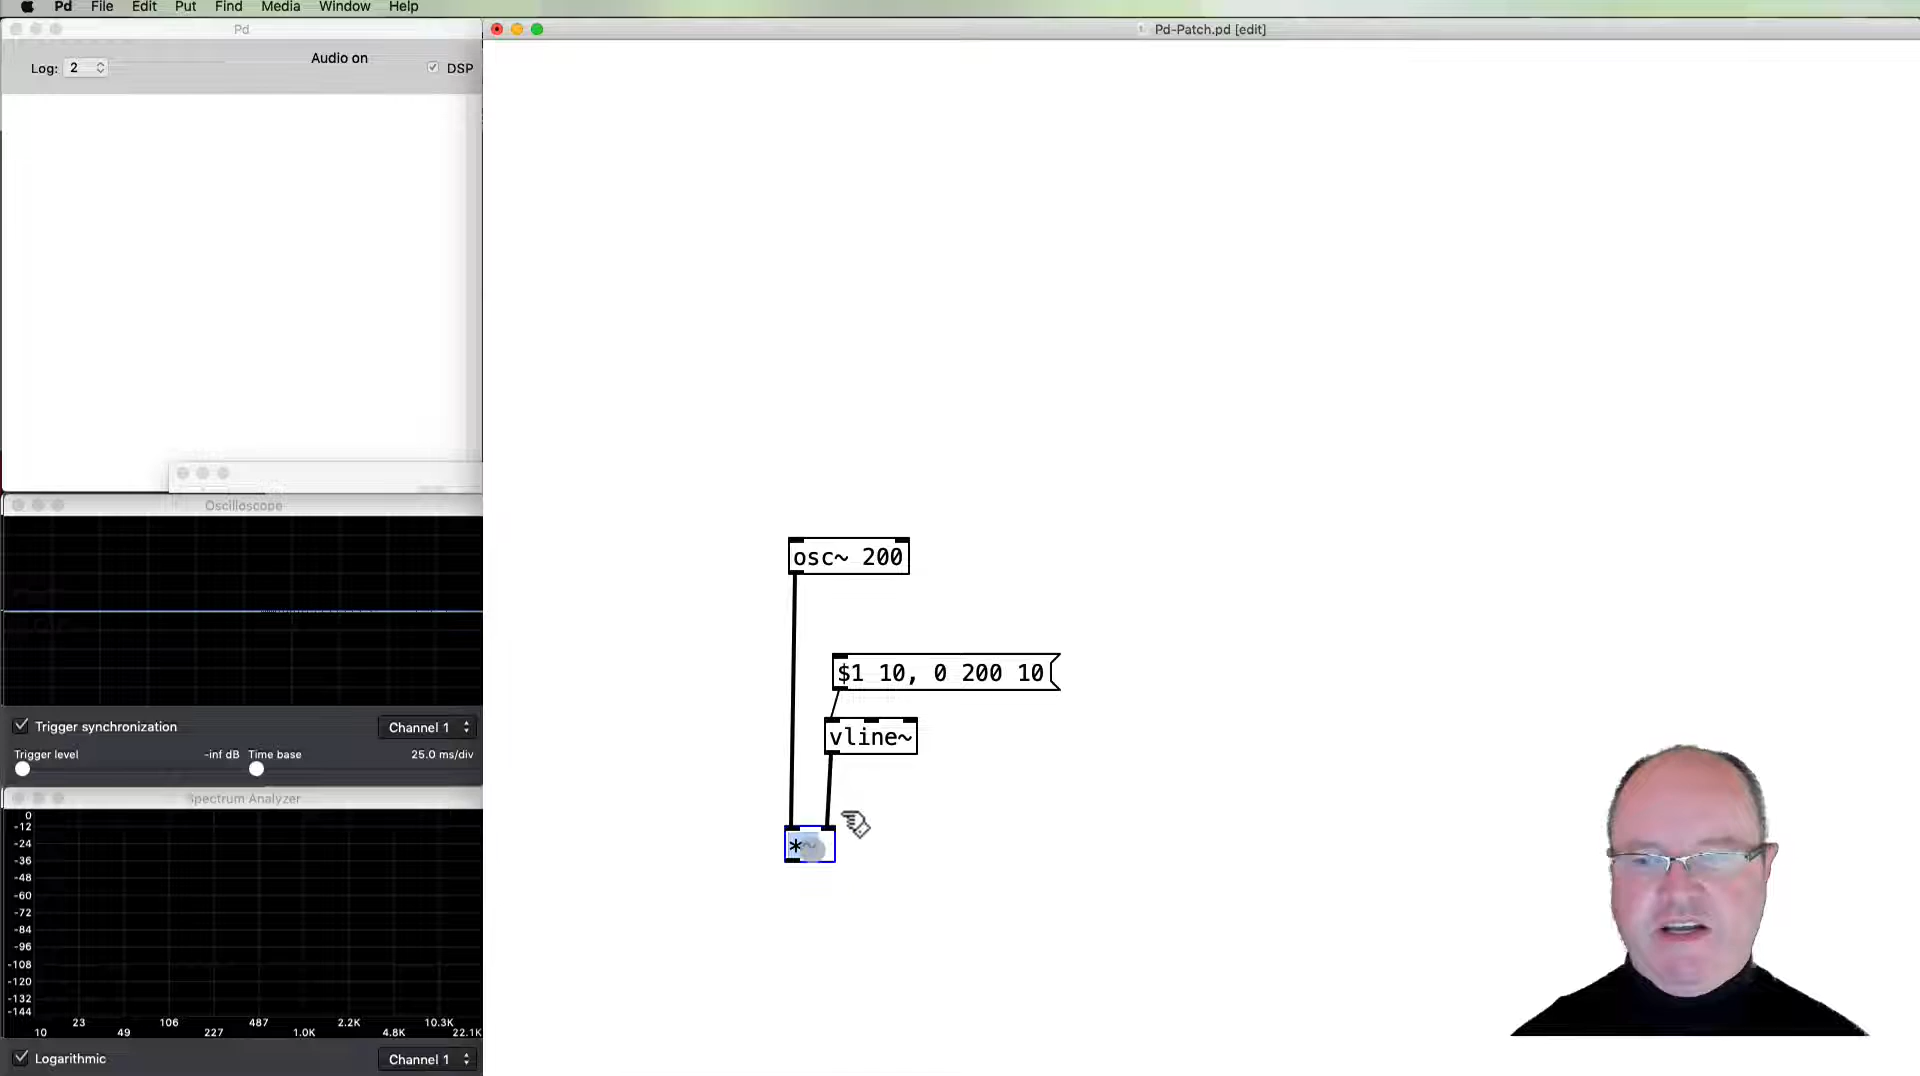 Pd File Edit Put Find Media Window Help
Pd
Pd-Patch.pd [edit]
Log: 2
Audio on
DSP
Oscilloscope
Trigger synchronization
Channel 1
Trigger level
-inf dB
Time base
25.0 ms/div
Spectrum Analyzer
0
-12
-24
-36
-48
-60
-72
-84
-96
-108
-120
-132
-144
10 23 49 106 227 487 1.0K 2.2K 4.8K 10.3K 22.1K
Logarithmic
Channel 1
osc~ 200
$1 10, 0 200 10
vline~
*~